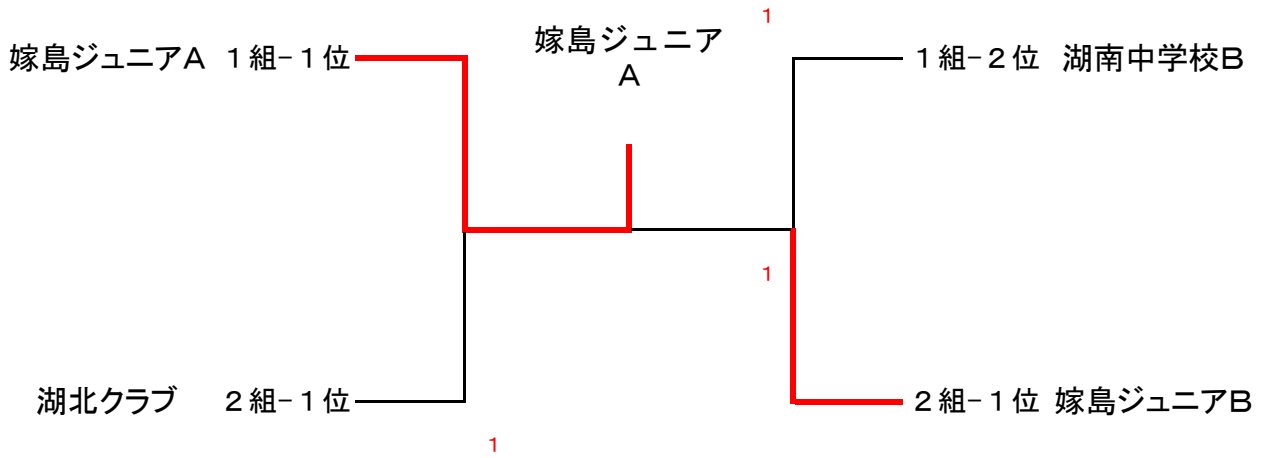 1
嫁島ジュニアA 1組-1位
嫁島ジュニア
A
1組-2位 湖南中学校B
1
湖北クラブ 2組-1位
2組-1位 嫁島ジュニアB
1